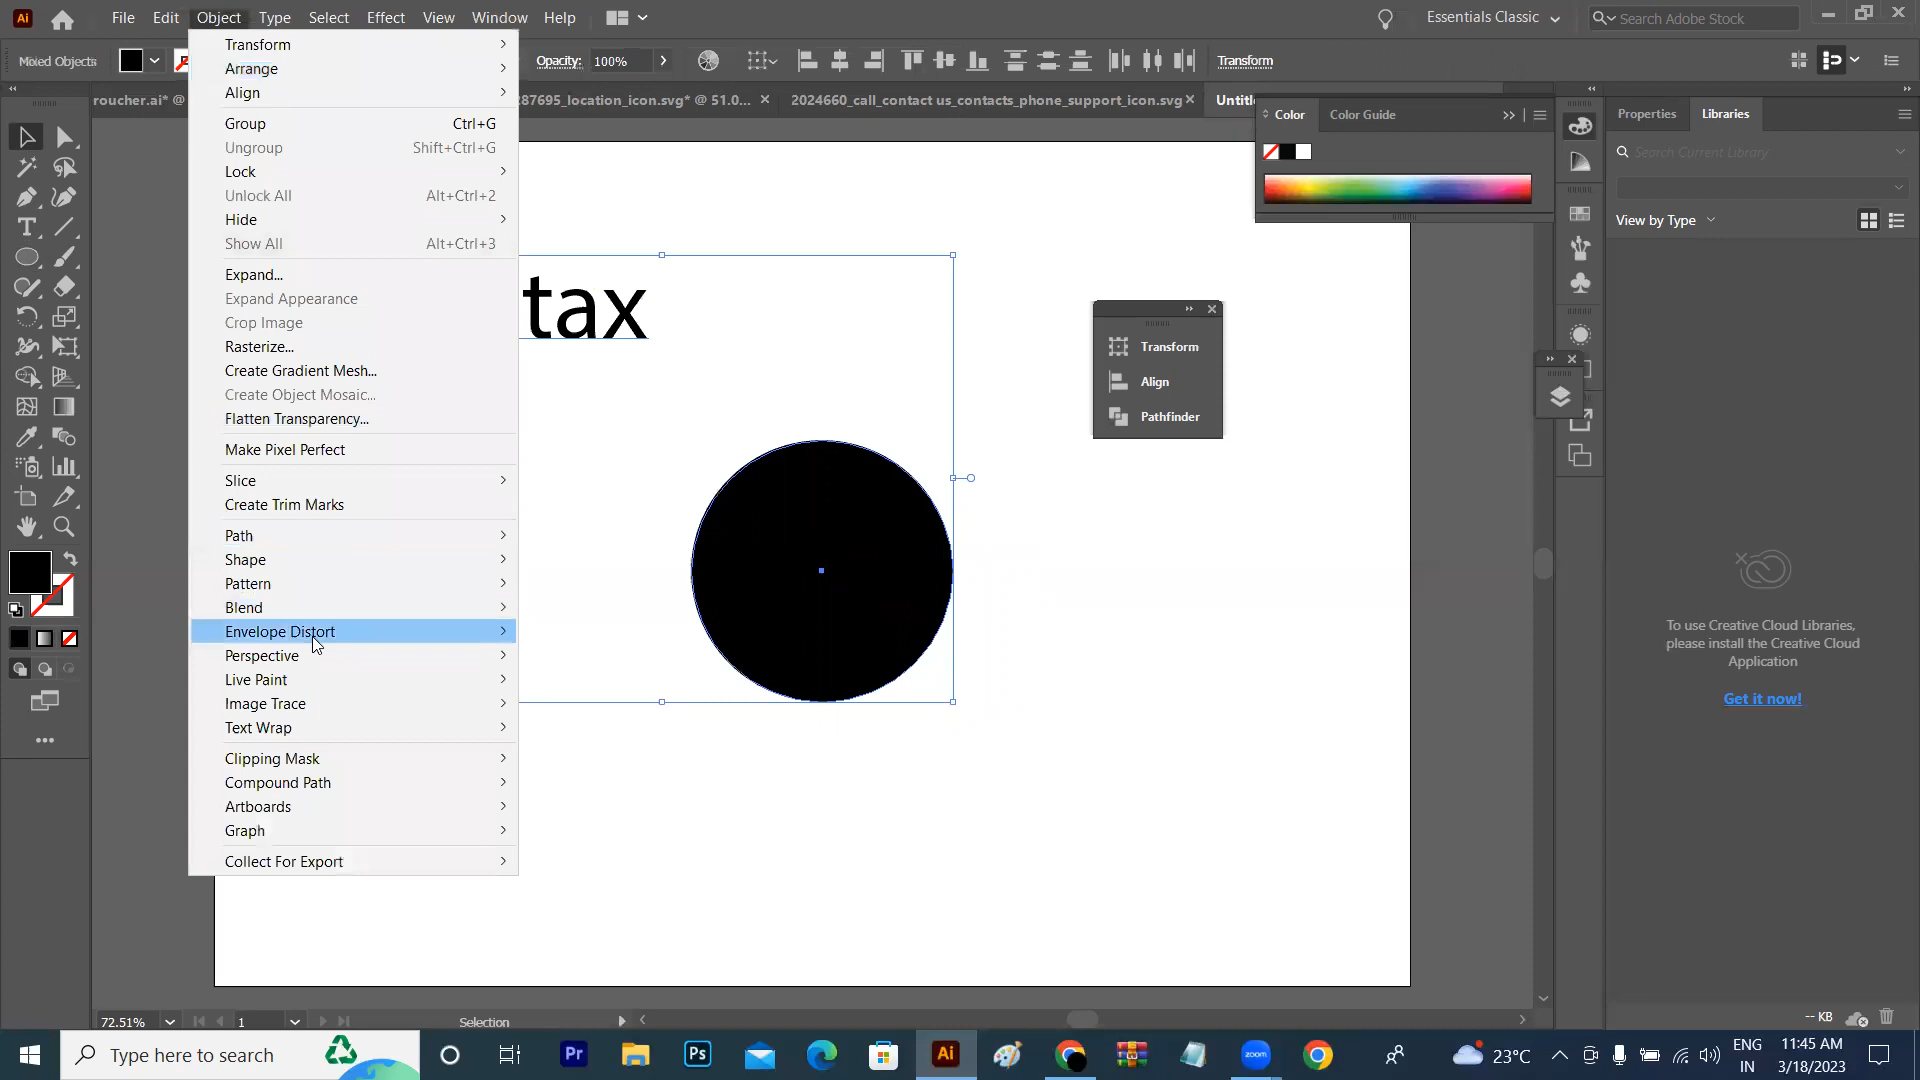 Ai File Edit Object Type Select Effect View Window Help Essentials Classic Search Adobe Stock
Mixed Objects Opacity: 100% Transform
roucher.ai* @ 287695_location_icon.svg* @ 51.0... 2024660_call_contact us_contacts_phone_support_icon.svg Untitle
Transform
Arrange
Align
Group Ctrl+G
Ungroup Shift+Ctrl+G
Lock
Unlock All Alt+Ctrl+2
Hide
Show All Alt+Ctrl+3
Expand...
Expand Appearance
Crop Image
Rasterize...
Create Gradient Mesh...
Create Object Mosaic...
Flatten Transparency...
Make Pixel Perfect
Slice
Create Trim Marks
Path
Shape
Pattern
Blend
Envelope Distort
Perspective
Live Paint
Image Trace
Text Wrap
Clipping Mask
Compound Path
Artboards
Graph
Collect For Export
tax
Color Color Guide
Transform
Align
Pathfinder
Properties Libraries
Search Current Library
View by Type
To use Creative Cloud Libraries,
please install the Creative Cloud
Application
Get it now!
-- KB
72.51% 1 Selection
Type here to search
Pr Ps Ai zoom
23°C
ENG
IN
11:45 AM
3/18/2023